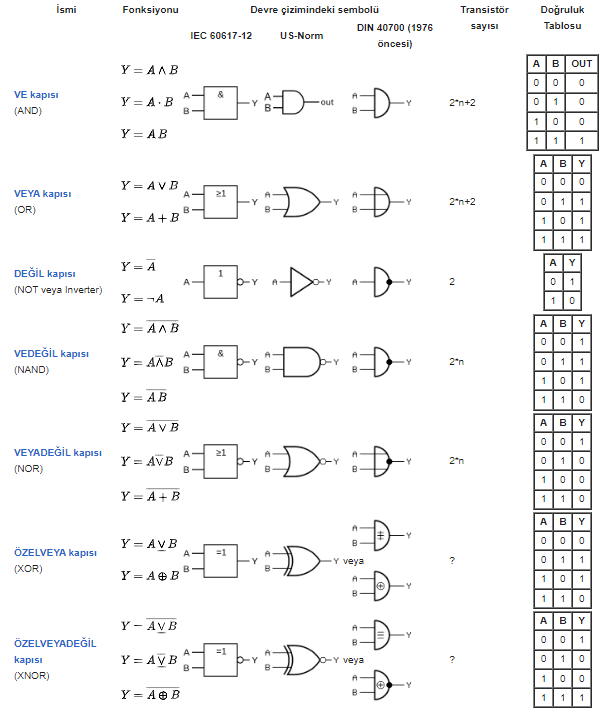 İsmi Fonksiyonu Devre çizimindeki sembolü Transistör sayısı Doğruluk Tablosu
IEC 60617-12 US-Norm DIN 40700 (1976 öncesi)
VE kapısı
(AND)
Y = A ∧ B
Y = A · B
Y = A B
A B & Y
A B out
A B Y
2*n+2
A B OUT
0 0 0
0 1 0
1 0 0
1 1 1
VEYA kapısı
(OR)
Y = A ∨ B
Y = A + B
A B ≥1 Y
A B Y
A B Y
2*n+2
A B Y
0 0 0
0 1 1
1 0 1
1 1 1
DEĞİL kapısı
(NOT veya Inverter)
Y = A̅
Y = ¬A
A 1 Y
A Y
A Y
2
A Y
0 1
1 0
VEDEĞİL kapısı
(NAND)
Y = A̅ ∧̅ B̅
Y = A ∧̅ B
Y = A̅ B̅
A B & Y
A B Y
A B Y
2*n
A B Y
0 0 1
0 1 1
1 0 1
1 1 0
VEYADEĞİL kapısı
(NOR)
Y = A̅ ∨̅ B̅
Y = A ∨̅ B
Y = A̅ +̅ B̅
A B ≥1 Y
A B Y
A B Y
2*n
A B Y
0 0 1
0 1 0
1 0 0
1 1 0
ÖZELVEYA kapısı
(XOR)
Y = A ⊻ B
Y = A ⊕ B
A B =1 Y
A B Y veya
A B ≢ Y
A B ⊕ Y
?
A B Y
0 0 0
0 1 1
1 0 1
1 1 0
ÖZELVEYADEĞİL
kapısı
(XNOR)
Y = A̅ ⊻̅ B̅
Y = A ⊻̅ B
Y = A̅ ⊕̅ B̅
A B =1 Y
A B Y veya
A B ≡ Y
A B ⊕ Y
?
A B Y
0 0 1
0 1 0
1 0 0
1 1 1